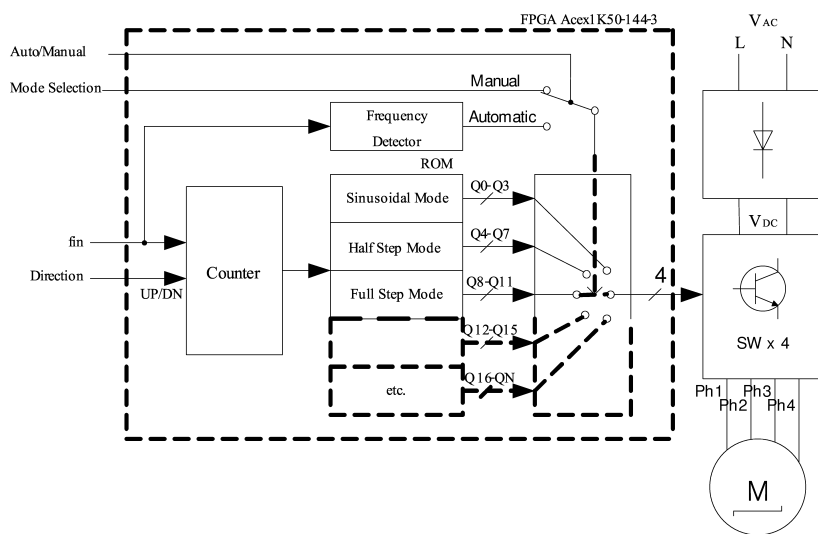 FPGA Acex1K50-144-3
VAC
L N
Auto/Manual
Mode Selection
Manual
Frequency
Detector
Automatic
ROM
Sinusoidal Mode
Q0-Q3
Half Step Mode
Q4-Q7
fin
Counter
Direction
UP/DN
Full Step Mode
Q8-Q11
4
VDC
SW x 4
Q12-Q15
etc.
Q16-QN
Ph1
Ph2
Ph3
Ph4
M